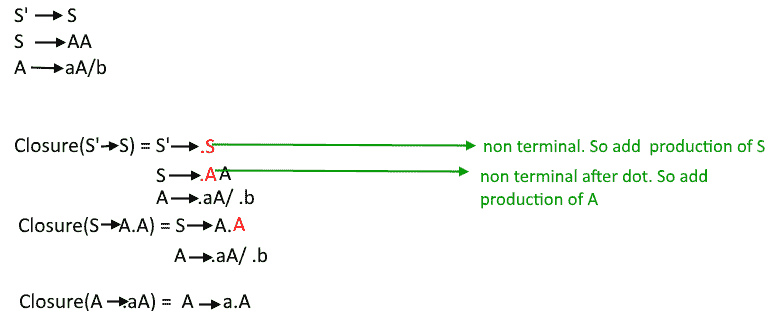 S' → S
S → AA
A → aA/b
Closure(S'→S) = S' → .S → non terminal. So add production of S
S → .AA → non terminal after dot. So add
A → .aA/ .b production of A
Closure(S→A.A) = S → A.A
A → .aA/ .b
Closure(A →.aA) = A → a.A